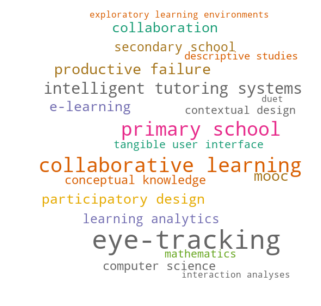 exploratory learning environments
collaboration
secondary school
descriptive studies
productive failure
intelligent tutoring systems
duet
e-learning
contextual design
primary school
tangible user interface
collaborative learning
mooc
conceptual knowledge
participatory design
learning analytics
eye-tracking
mathematics
computer science
interaction analyses